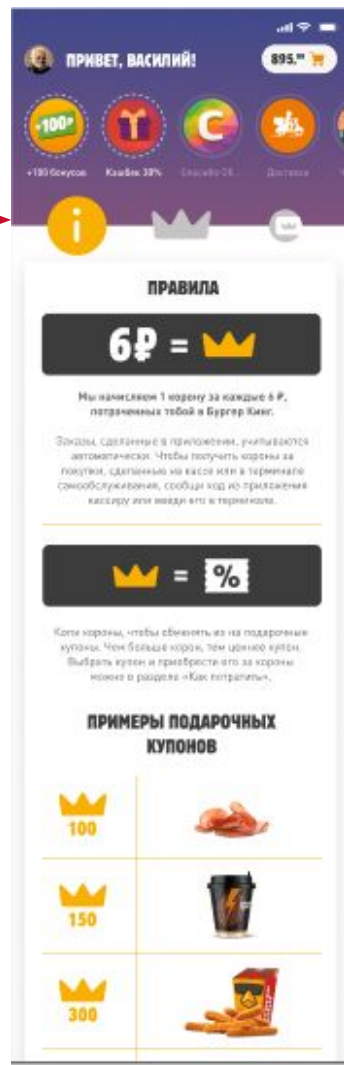 ПРИВЕТ, ВАСИЛИЙ!
895.⁹⁹
+100₽
+100 бонусов Кэшбек 30% Спасибо Об... Доставка
ПРАВИЛА
6₽ =
Мы начисляем 1 корону за каждые 6 ₽,
потраченных тобой в Бургер Кинг.
Заказы, сделанные в приложении, учитываются
автоматически. Чтобы получить короны за
покупки, сделанные на кассе или в терминале
самообслуживания, сообщи код из приложения
кассиру или введи его в терминале.
= %
Копи короны, чтобы обменять их на подарочные
купоны. Чем больше корон, тем ценнее купон.
Выбрать купон и приобрести его за короны
можно в разделе «Как потратить».
ПРИМЕРЫ ПОДАРОЧНЫХ
КУПОНОВ
100
150
300